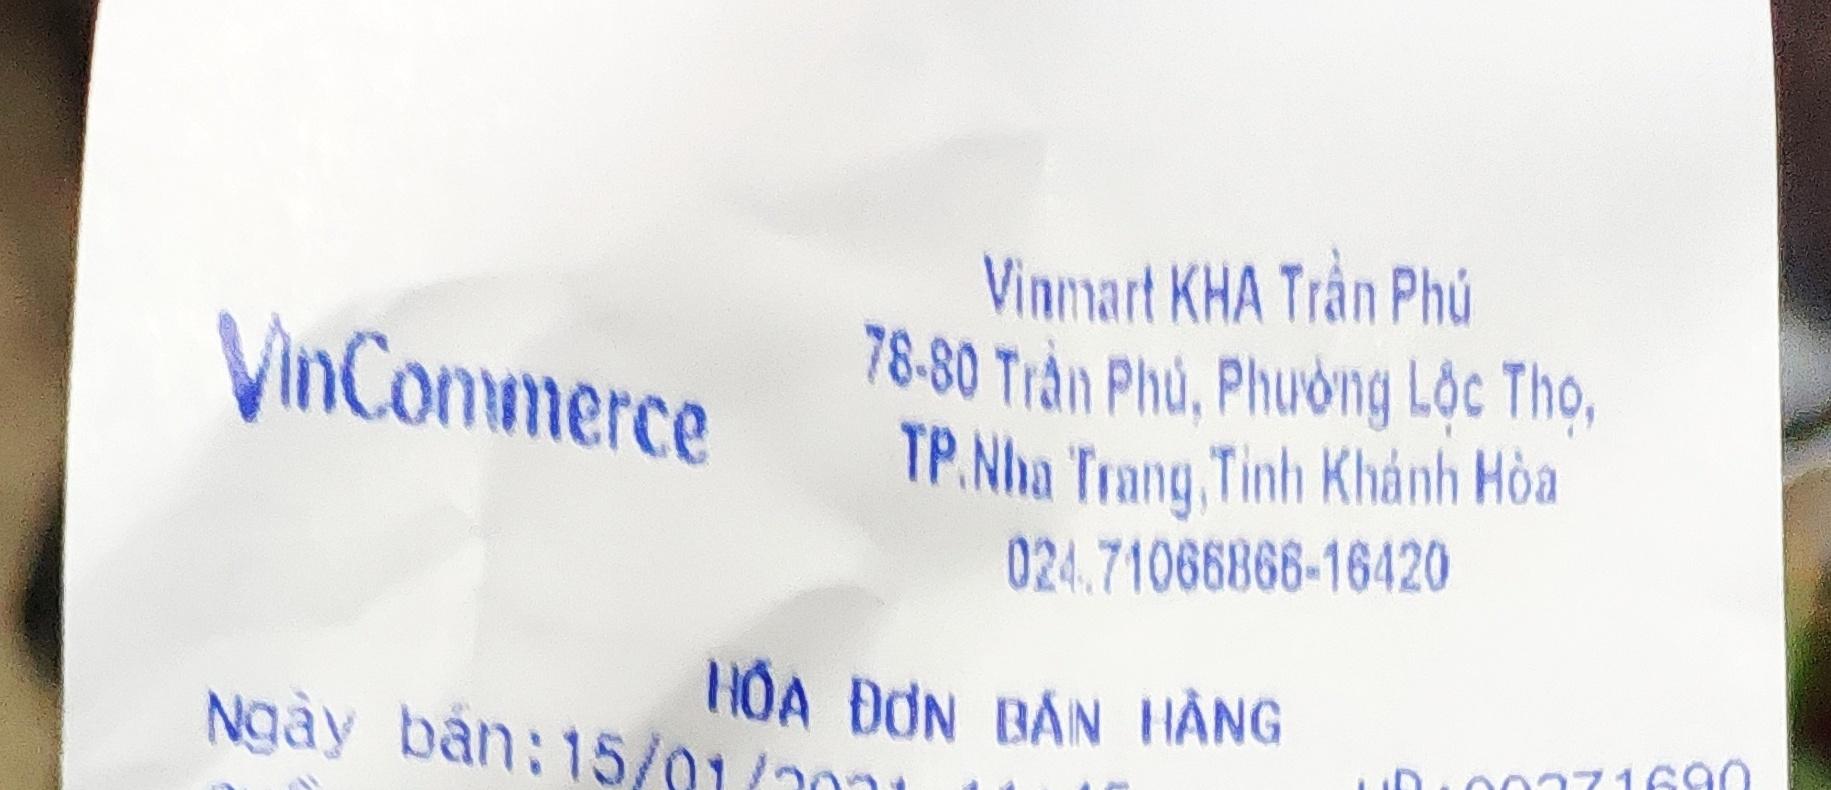 VinCommerce
Vinmart KHA Trần Phú
78-80 Trần Phú, Phường Lộc Thọ,
TP.Nha Trang,Tỉnh Khánh Hòa
024.71066866-16420
HÓA ĐƠN BÁN HÀNG
Ngày bán:15/01/2021